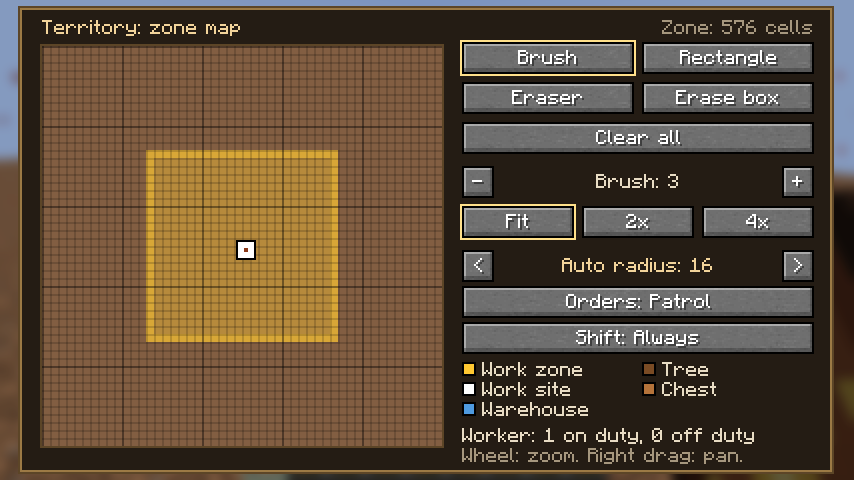 Territory: zone map
Zone: 576 cells
Brush
Rectangle
Eraser
Erase box
Clear all
- Brush: 3 +
Fit
2x
4x
< Auto radius: 16 >
Orders: Patrol
Shift: Always
Work zone
Tree
Work site
Chest
Warehouse
Worker: 1 on duty, 0 off duty
Wheel: zoom. Right drag: pan.